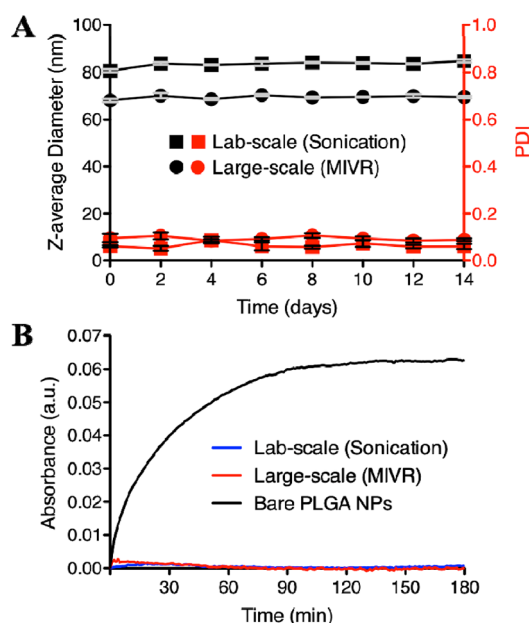 A
Z-average Diameter (nm)
100
80
60
40
20
0
1.0
0.8
0.6
0.4
0.2
0.0
PDI
Lab-scale (Sonication)
Large-scale (MIVR)
0 2 4 6 8 10 12 14
Time (days)
B
Absorbance (a.u.)
0.07
0.06
0.05
0.04
0.03
0.02
0.01
0.00
Lab-scale (Sonication)
Large-scale (MIVR)
Bare PLGA NPs
30 60 90 120 150 180
Time (min)